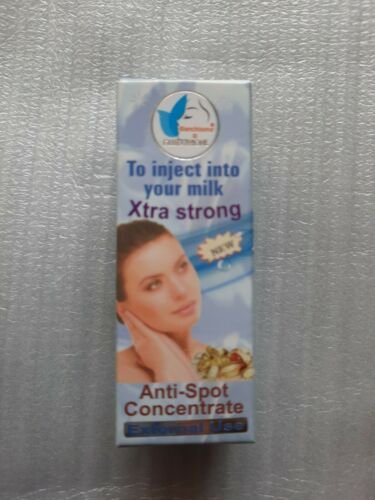 To inject into
your milk
Xtra strong
NEW
Anti-Spot
Concentrate
External Use